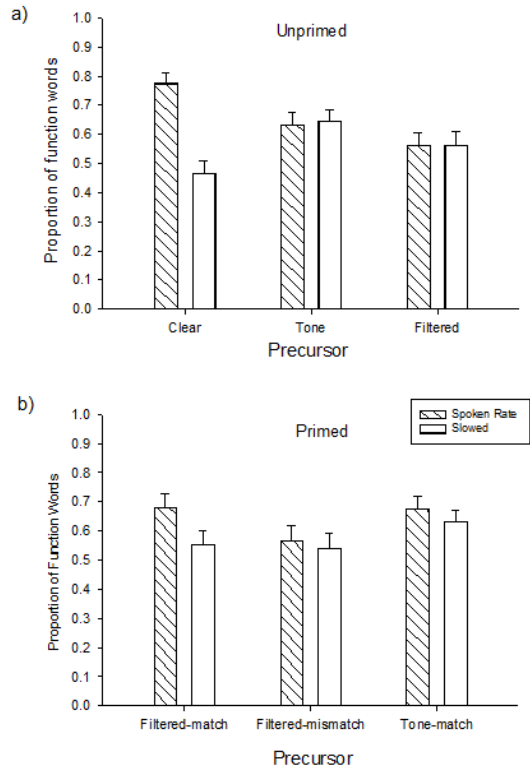 a)
Unprimed
Proportion of function words
1.0
0.9
0.8
0.7
0.6
0.5
0.4
0.3
0.2
0.1
0.0
Clear Tone Filtered
Precursor
b)
Primed
Spoken Rate
Slowed
Proportion of Function Words
1.0
0.9
0.8
0.7
0.6
0.5
0.4
0.3
0.2
0.1
0.0
Filtered-match Filtered-mismatch Tone-match
Precursor